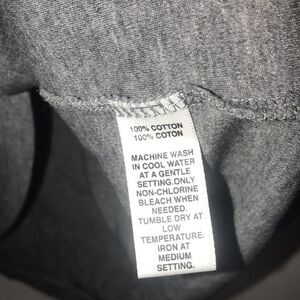 100% COTTON
100% COTON
MACHINE WASH
IN COOL WATER
AT A GENTLE
SETTING.ONLY
NON-CHLORINE
BLEACH WHEN
NEEDED.
TUMBLE DRY AT
LOW
TEMPERATURE.
IRON AT
MEDIUM
SETTING.